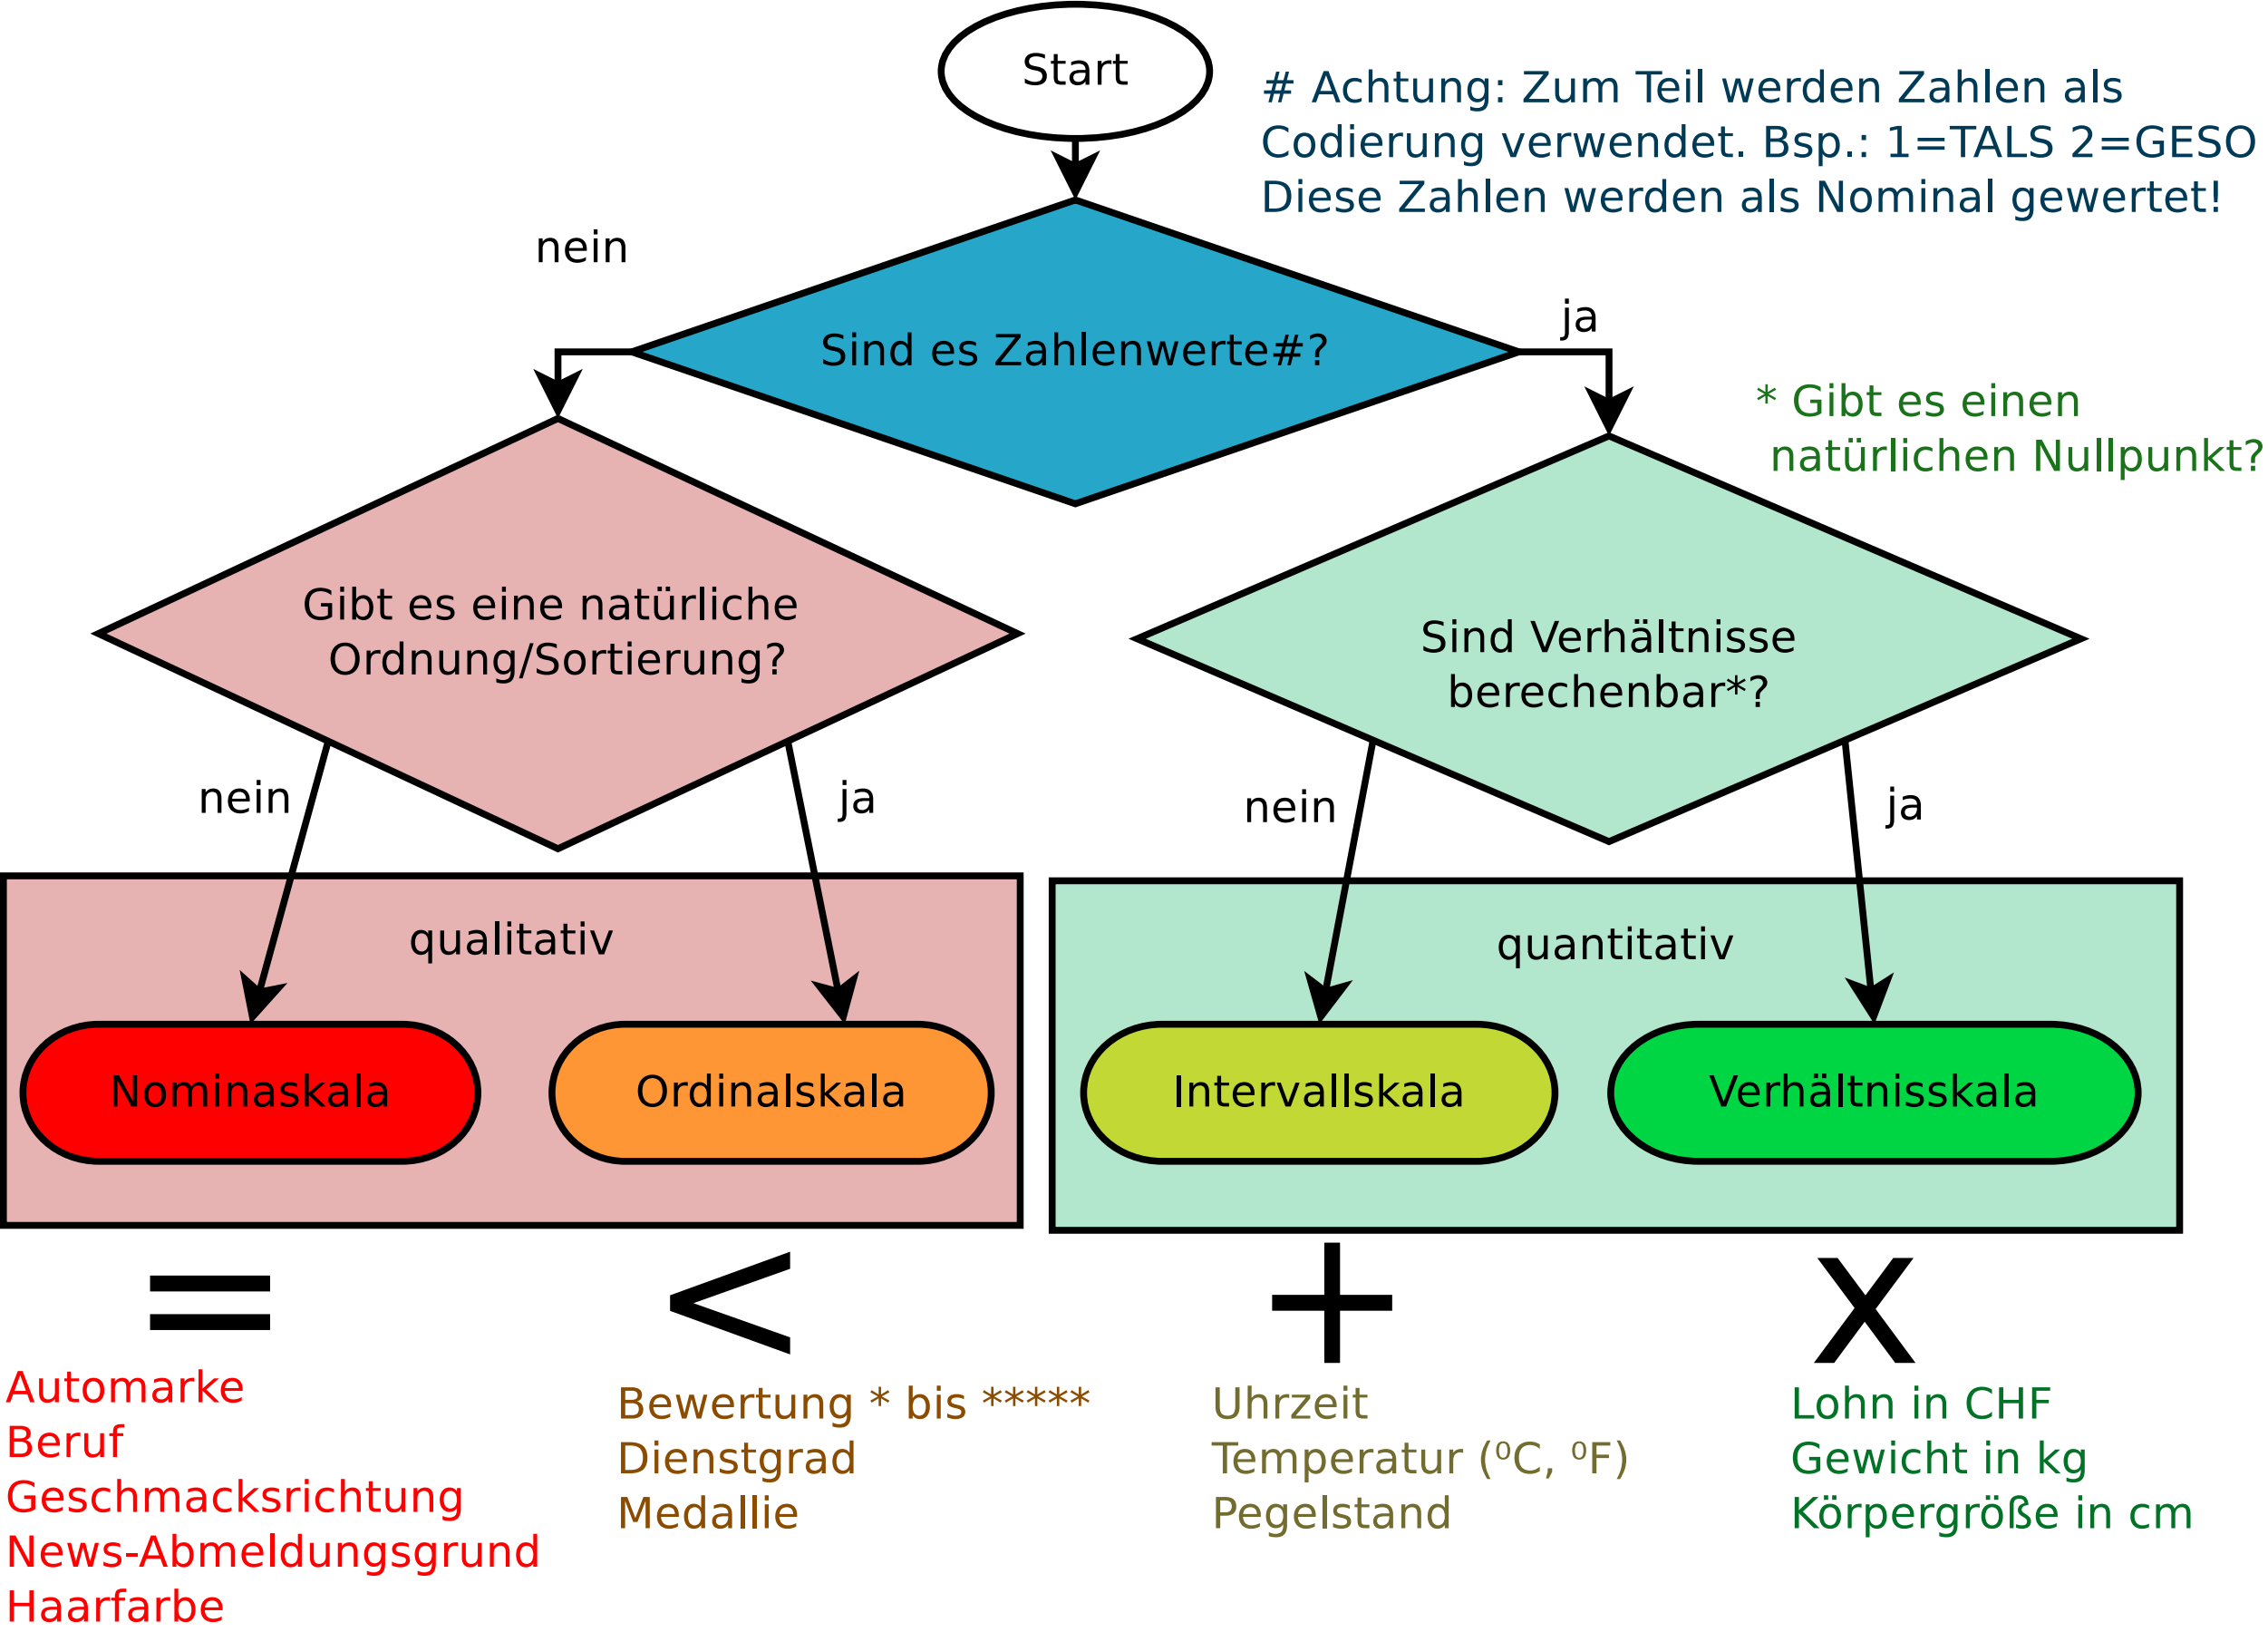 Start
# Achtung: Zum Teil werden Zahlen als
Codierung verwendet. Bsp.: 1=TALS 2=GESO
Diese Zahlen werden als Nominal gewertet!
nein
ja
Sind es Zahlenwerte#?
* Gibt es einen
natürlichen Nullpunkt?
Gibt es eine natürliche
Ordnung/Sortierung?
Sind Verhältnisse
berechenbar*?
nein
ja
nein
ja
qualitativ
quantitativ
Nominalskala
Ordinalskala
Intervallskala
Verhältnisskala
=
<
+
x
Automarke
Beruf
Geschmacksrichtung
News-Abmeldungsgrund
Haarfarbe
Bewertung * bis *****
Dienstgrad
Medallie
Uhrzeit
Temperatur (⁰C, ⁰F)
Pegelstand
Lohn in CHF
Gewicht in kg
Körpergröße in cm